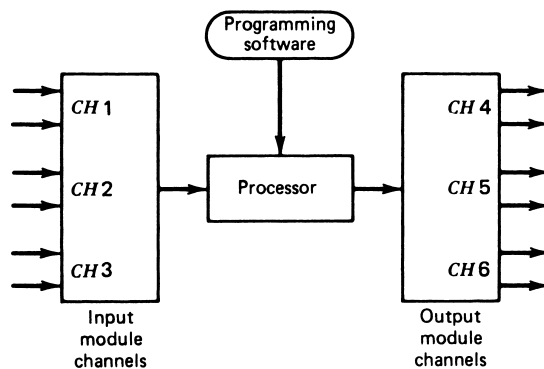 Programming
software
CH 1
CH 2
CH 3
Processor
CH 4
CH 5
CH 6
Input
module
channels
Output
module
channels